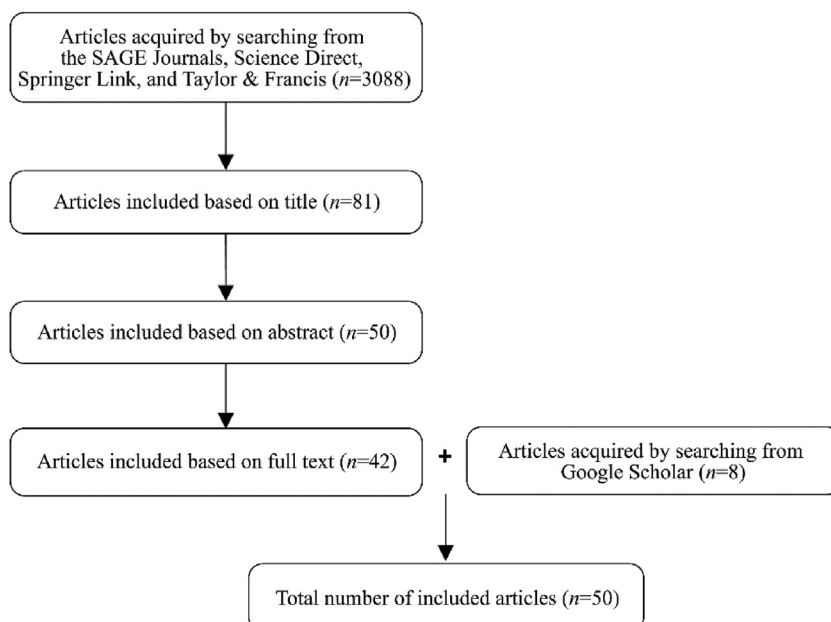 Articles acquired by searching from
the SAGE Journals, Science Direct,
Springer Link, and Taylor & Francis (n=3088)
Articles included based on title (n=81)
Articles included based on abstract (n=50)
Articles included based on full text (n=42)
+
Articles acquired by searching from
Google Scholar (n=8)
Total number of included articles (n=50)